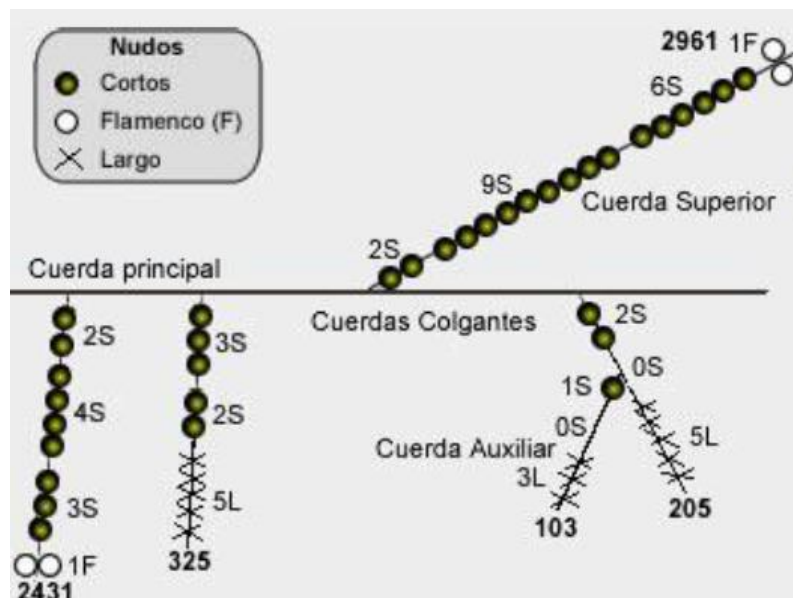 Nudos
Cortos
Flamenco (F)
Largo
2961 1F
6S
9S
2S
Cuerda Superior
Cuerda principal
Cuerdas Colgantes
2S
4S
3S
1F
2431
3S
2S
5L
325
2S
0S
5L
205
1S
0S
Cuerda Auxiliar
3L
103